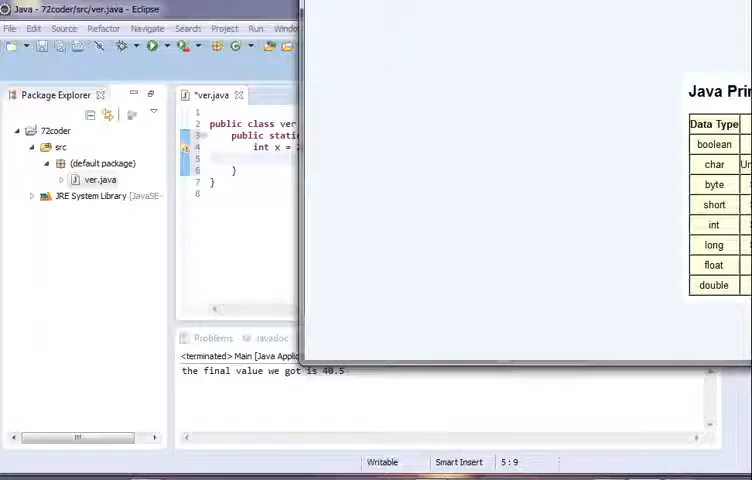 Java - 72coder/src/ver.java - Eclipse
File Edit Source Refactor Navigate Search Project Run
Package Explorer
72coder
src
(default package)
ver.java
JRE System Library [JavaSE-
*ver.java
1
2 public class ver
3 public stati
4 int x =
5
6 }
7 }
8
Java Pri
Data Type
boolean
char
byte
short
int
long
float
double
Problems Javadoc
<terminated> Main [Java Applic
the final value we got is 40.5
Writable Smart Insert 5 : 9